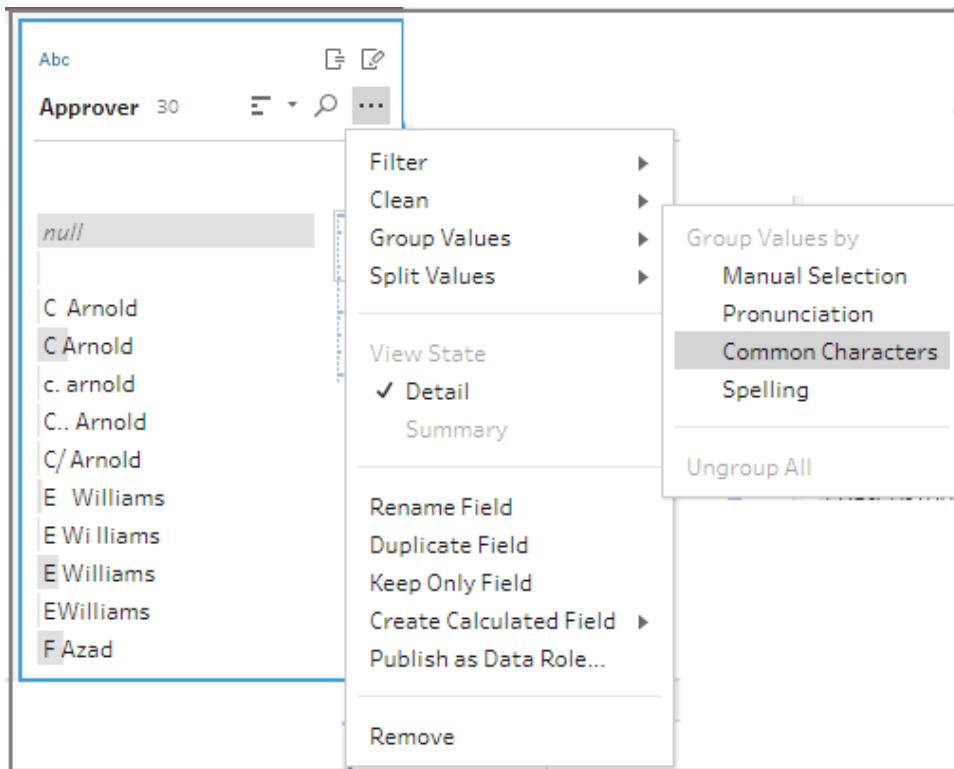 Abc
Approver 30
null
C  Arnold
C Arnold
c. arnold
C.. Arnold
C/ Arnold
E   Williams
E Wi lliams
E Williams
EWilliams
F Azad
Filter
Clean
Group Values
Split Values
View State
✓ Detail
Summary
Rename Field
Duplicate Field
Keep Only Field
Create Calculated Field
Publish as Data Role...
Remove
Group Values by
Manual Selection
Pronunciation
Common Characters
Spelling
Ungroup All